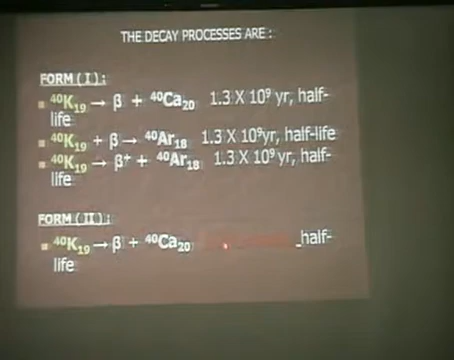 THE DECAY PROCESSES ARE :
FORM ( I ) :
⁴⁰K₁₉ → β + ⁴⁰Ca₂₀ 1.3 X 10⁹ yr, half-
life
⁴⁰K₁₉ + β → ⁴⁰Ar₁₈ 1.3 X 10⁹yr, half-life
⁴⁰K₁₉ → β⁺ + ⁴⁰Ar₁₈ 1.3 X 10⁹ yr, half-
life
FORM ( II ) :
⁴⁰K₁₉ → β + ⁴⁰Ca₂₀ half-
life